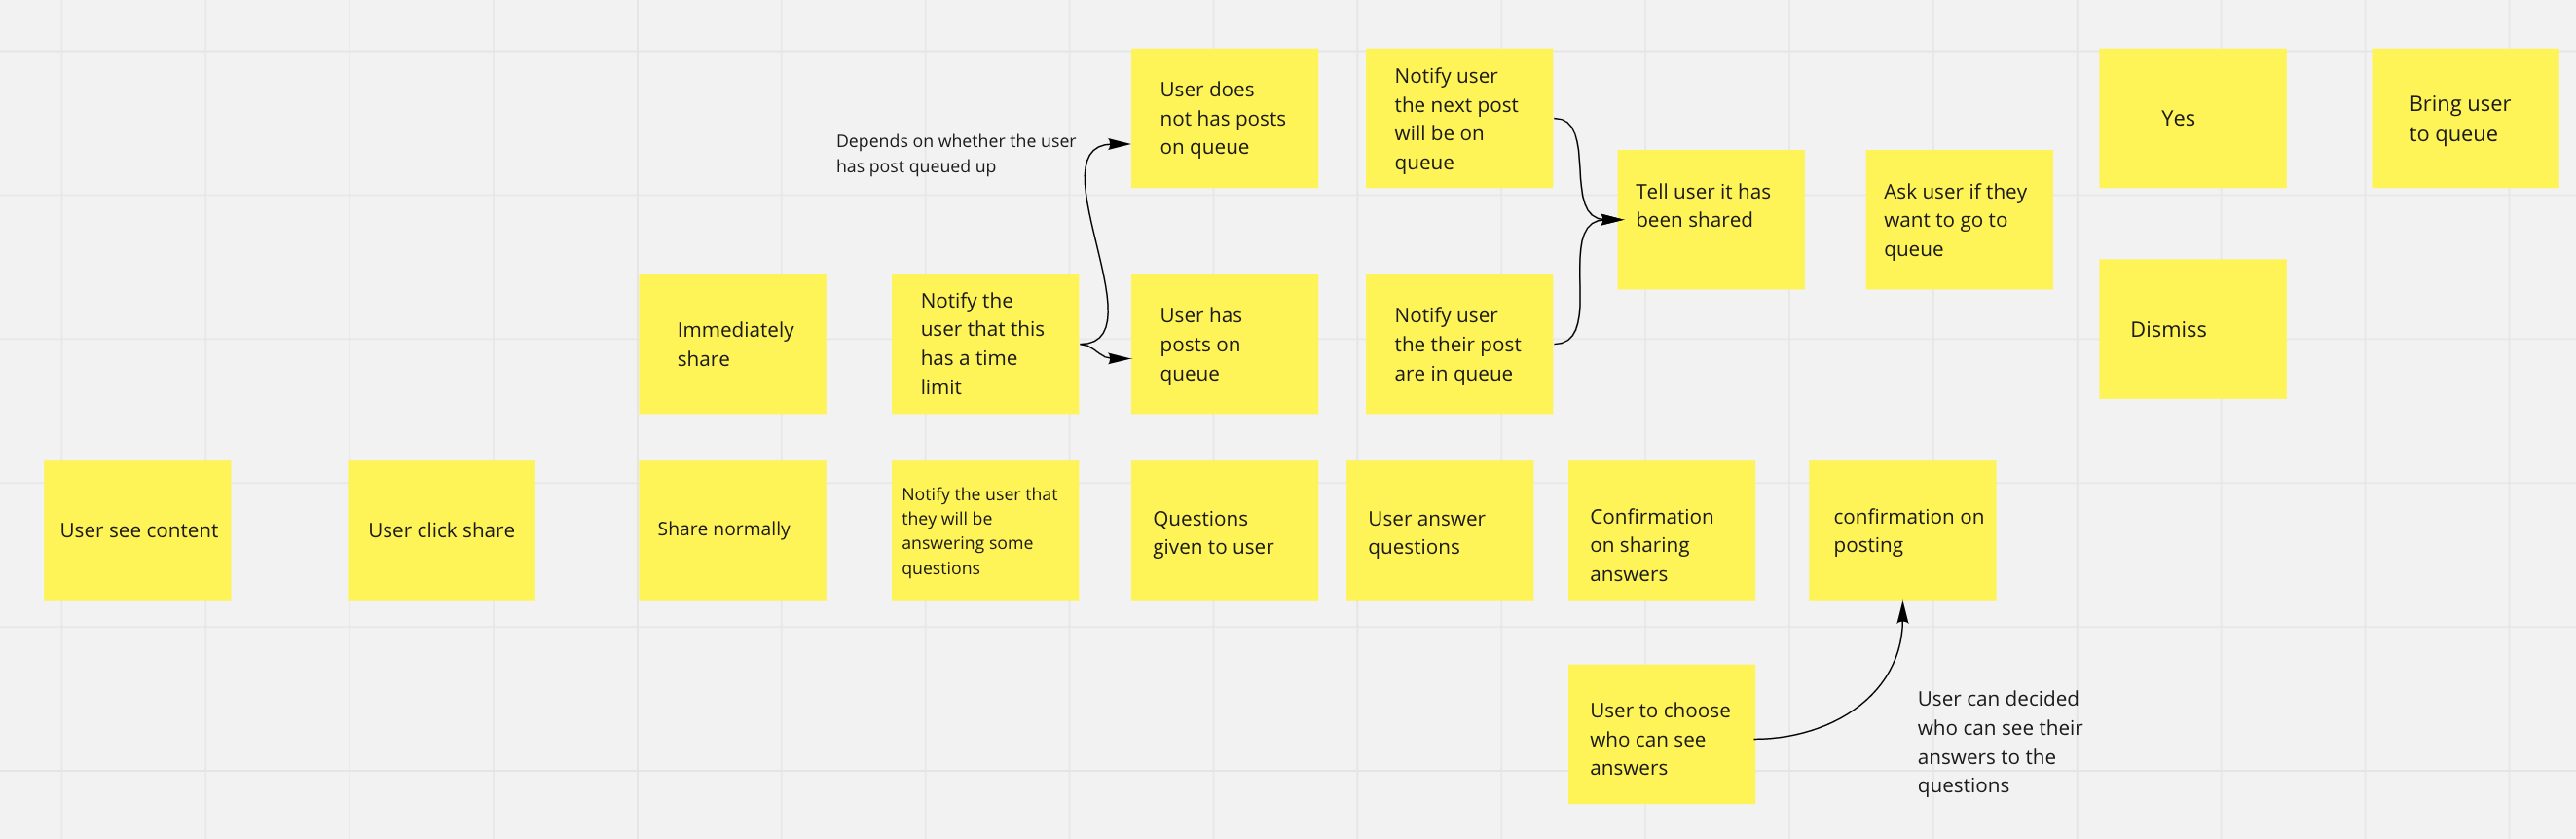 User does
not has posts
on queue
Notify user
the next post
will be on
queue
Yes
Bring user
to queue
Depends on whether the user
has post queued up
Tell user it has
been shared
Ask user if they
want to go to
queue
Immediately
share
Notify the
user that this
has a time
limit
User has
posts on
queue
Notify user
the their post
are in queue
Dismiss
User see content
User click share
Share normally
Notify the user that
they will be
answering some
questions
Questions
given to user
User answer
questions
Confirmation
on sharing
answers
confirmation on
posting
User to choose
who can see
answers
User can decided
who can see their
answers to the
questions